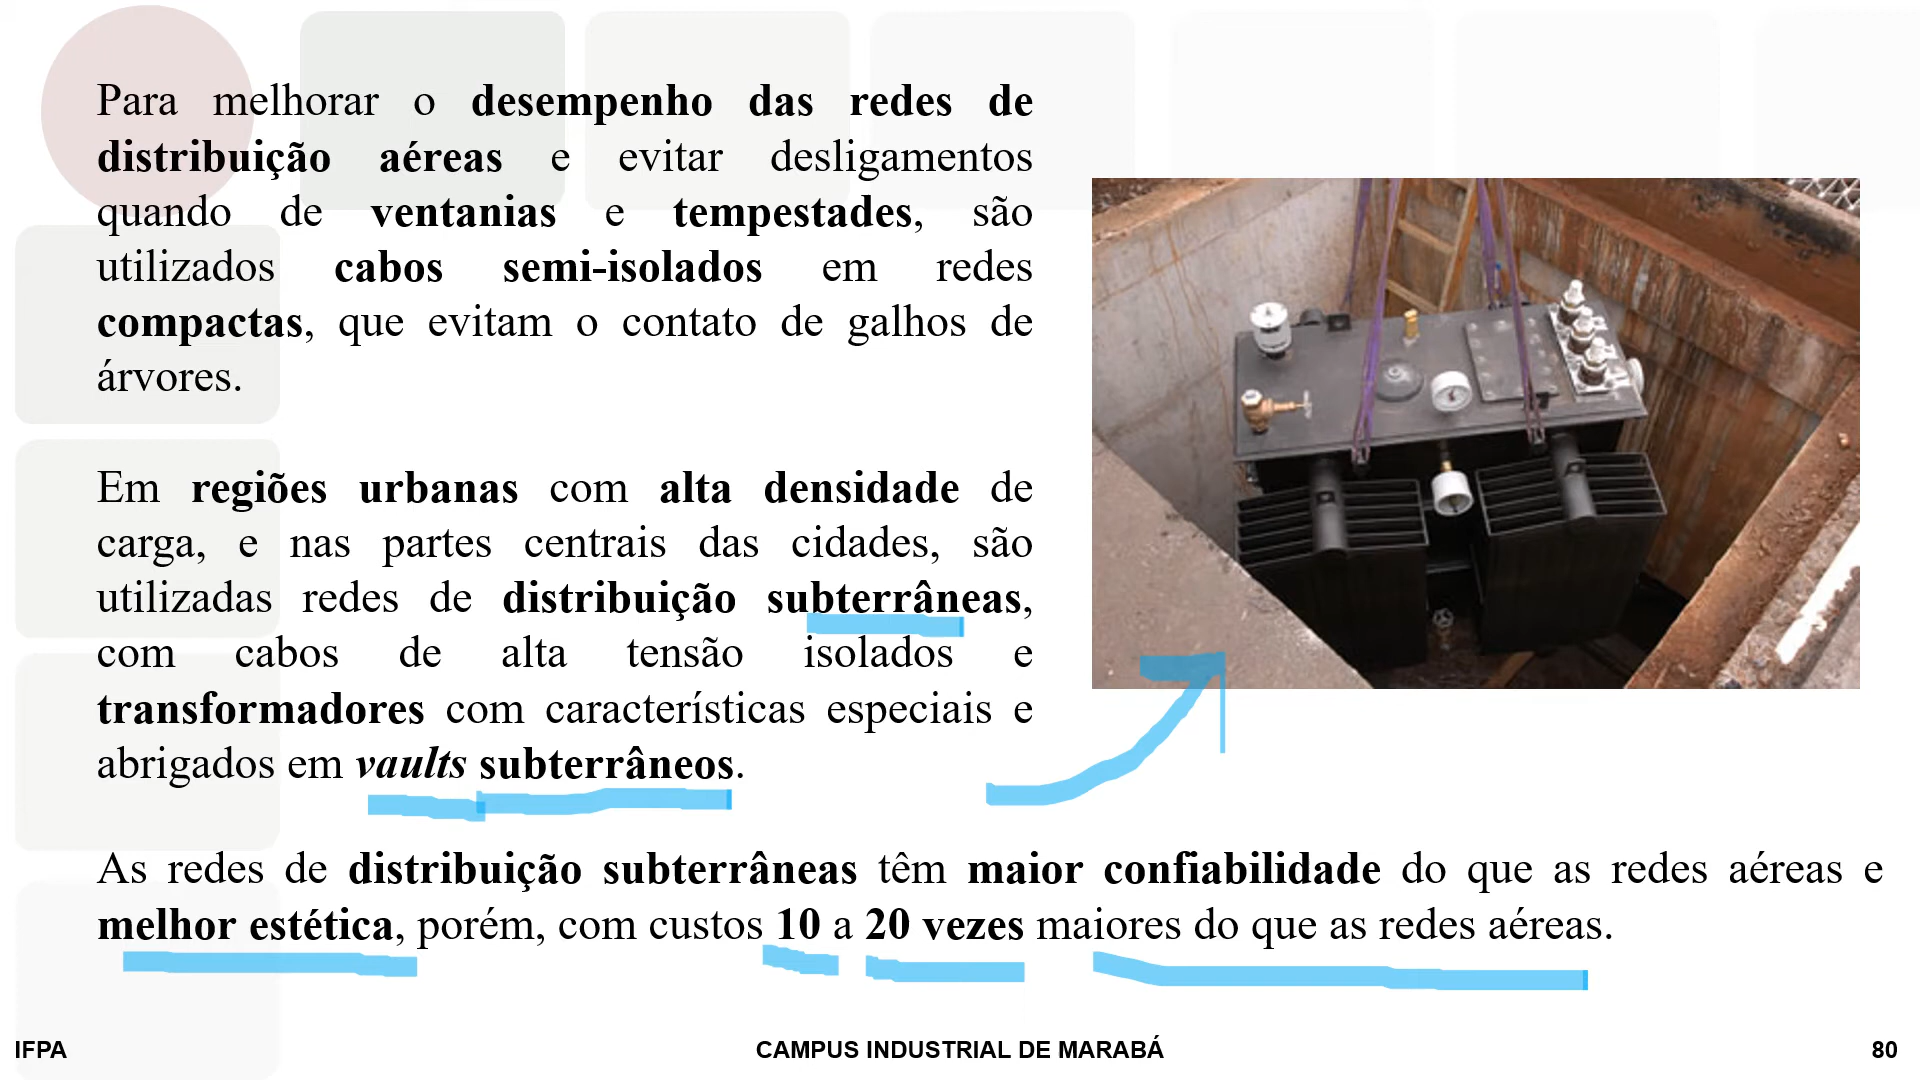 Para melhorar o desempenho das redes de
distribuição aéreas e evitar desligamentos
quando de ventanias e tempestades, são
utilizados cabos semi-isolados em redes
compactas, que evitam o contato de galhos de
árvores.
Em regiões urbanas com alta densidade de
carga, e nas partes centrais das cidades, são
utilizadas redes de distribuição subterrâneas,
com cabos de alta tensão isolados e
transformadores com características especiais e
abrigados em vaults subterrâneos.
As redes de distribuição subterrâneas têm maior confiabilidade do que as redes aéreas e
melhor estética, porém, com custos 10 a 20 vezes maiores do que as redes aéreas.
IFPA
CAMPUS INDUSTRIAL DE MARABÁ
80